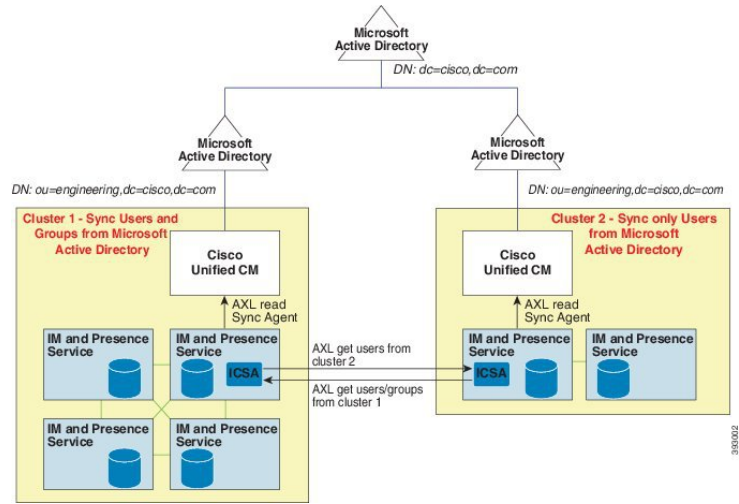 Microsoft
Active Directory
DN: dc=cisco,dc=com
Microsoft
Active Directory
Microsoft
Active Directory
DN: ou=engineering,dc=cisco,dc=com
DN: ou=engineering,dc=cisco,dc=com
Cluster 1 - Sync Users and
Groups from Microsoft
Active Directory
Cisco
Unified CM
AXL read
Sync Agent
IM and Presence
Service
IM and Presence
Service
ICSA
IM and Presence
Service
IM and Presence
Service
AXL get users from
cluster 2
AXL get users/groups
from cluster 1
Cluster 2 - Sync only Users
from Microsoft
Active Directory
Cisco
Unified CM
AXL read
Sync Agent
IM and Presence
Service
ICSA
IM and Presence
Service
393002